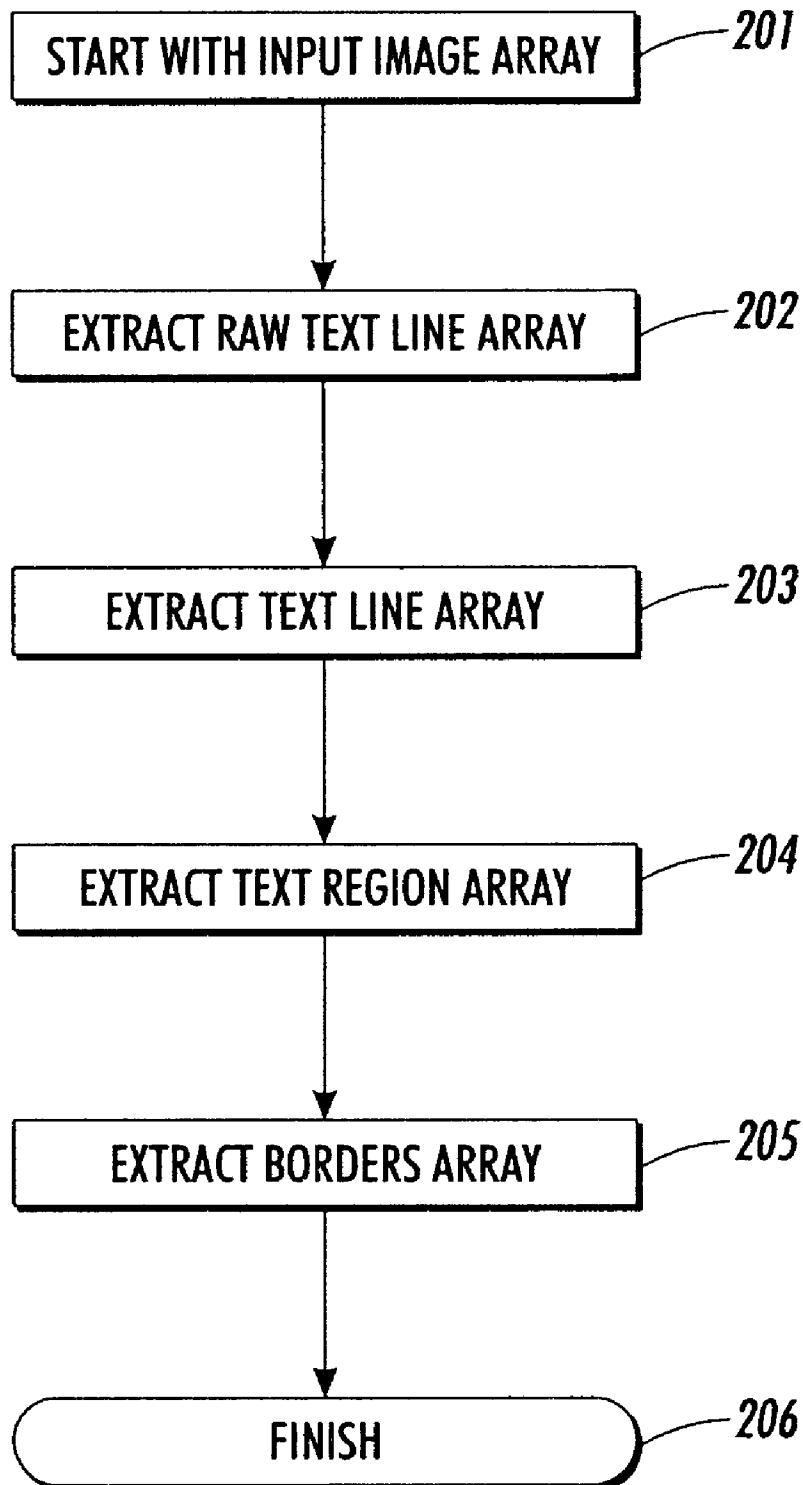 START WITH INPUT IMAGE ARRAY
201
EXTRACT RAW TEXT LINE ARRAY
202
EXTRACT TEXT LINE ARRAY
203
EXTRACT TEXT REGION ARRAY
204
EXTRACT BORDERS ARRAY
205
FINISH
206